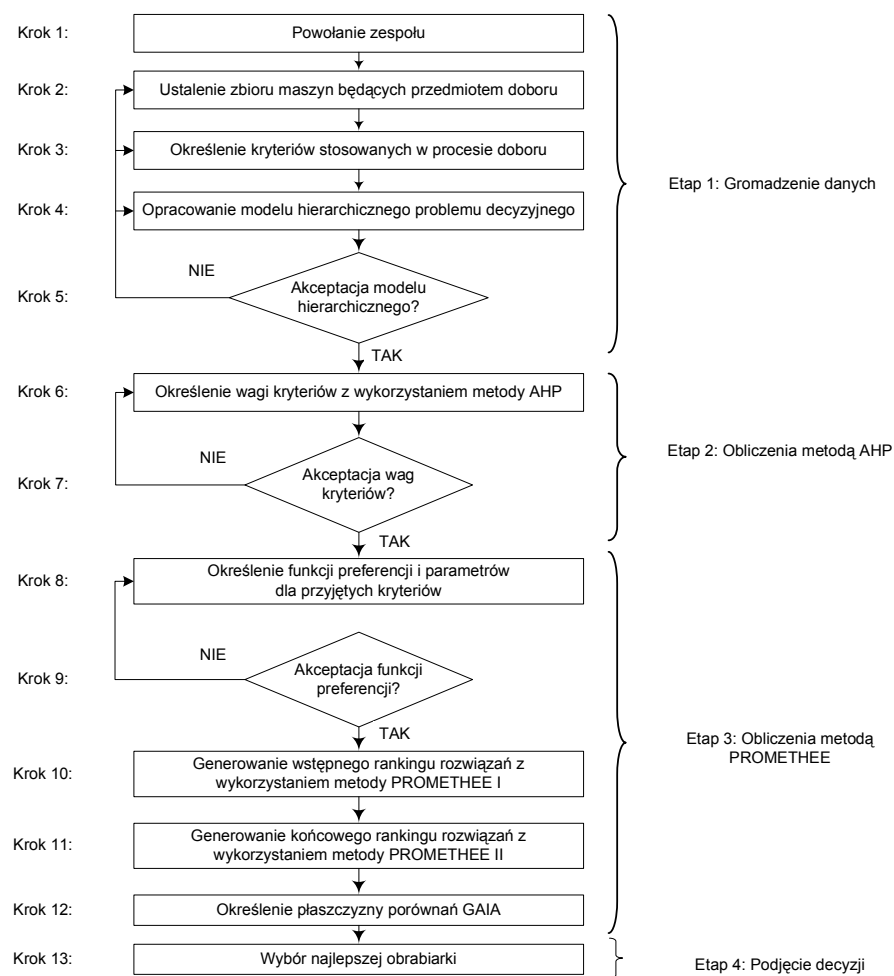 Krok 1:
Powołanie zespołu
Krok 2:
Ustalenie zbioru maszyn będących przedmiotem doboru
Krok 3:
Określenie kryteriów stosowanych w procesie doboru
Etap 1: Gromadzenie danych
Krok 4:
Opracowanie modelu hierarchicznego problemu decyzyjnego
NIE
Krok 5:
Akceptacja modelu
hierarchicznego?
TAK
Krok 6:
Określenie wagi kryteriów z wykorzystaniem metody AHP
Etap 2: Obliczenia metodą AHP
NIE
Krok 7:
Akceptacja wag
kryteriów?
TAK
Krok 8:
Określenie funkcji preferencji i parametrów
dla przyjętych kryteriów
NIE
Krok 9:
Akceptacja funkcji
preferencji?
TAK
Etap 3: Obliczenia metodą
PROMETHEE
Krok 10:
Generowanie wstępnego rankingu rozwiązań z
wykorzystaniem metody PROMETHEE I
Krok 11:
Generowanie końcowego rankingu rozwiązań z
wykorzystaniem metody PROMETHEE II
Krok 12:
Określenie płaszczyzny porównań GAIA
Krok 13:
Wybór najlepszej obrabiarki
Etap 4: Podjęcie decyzji